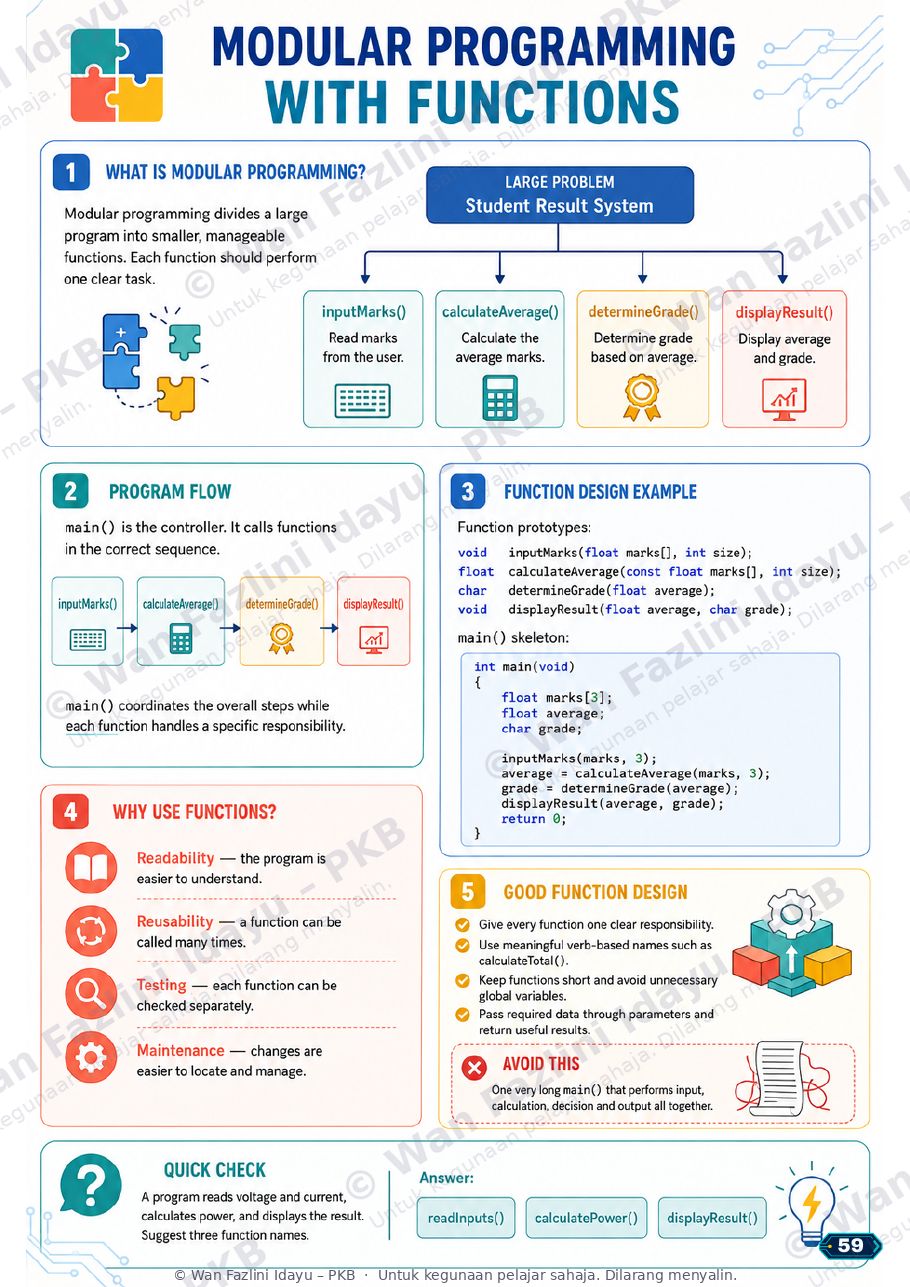 MODULAR PROGRAMMING
WITH FUNCTIONS
1 WHAT IS MODULAR PROGRAMMING?
Modular programming divides a large
program into smaller, manageable
functions. Each function should perform
one clear task.
LARGE PROBLEM
Student Result System
inputMarks()
Read marks
from the user.
calculateAverage()
Calculate the
average marks.
determineGrade()
Determine grade
based on average.
displayResult()
Display average
and grade.
2 PROGRAM FLOW
main() is the controller. It calls functions
in the correct sequence.
inputMarks() calculateAverage() determineGrade() displayResult()
main() coordinates the overall steps while
each function handles a specific responsibility.
3 FUNCTION DESIGN EXAMPLE
Function prototypes:
void inputMarks(float marks[], int size);
float calculateAverage(const float marks[], int size);
char determineGrade(float average);
void displayResult(float average, char grade);
main() skeleton:
int main(void)
{
float marks[3];
float average;
char grade;
inputMarks(marks, 3);
average = calculateAverage(marks, 3);
grade = determineGrade(average);
displayResult(average, grade);
return 0;
}
4 WHY USE FUNCTIONS?
Readability — the program is
easier to understand.
Reusability — a function can be
called many times.
Testing — each function can be
checked separately.
Maintenance — changes are
easier to locate and manage.
5 GOOD FUNCTION DESIGN
Give every function one clear responsibility.
Use meaningful verb-based names such as
calculateTotal().
Keep functions short and avoid unnecessary
global variables.
Pass required data through parameters and
return useful results.
AVOID THIS
One very long main() that performs input,
calculation, decision and output all together.
? QUICK CHECK
A program reads voltage and current,
calculates power, and displays the result.
Suggest three function names.
Answer:
readInputs() calculatePower() displayResult()
59
© Wan Fazlini Idayu – PKB · Untuk kegunaan pelajar sahaja. Dilarang menyalin.
© Wan Fazlini Idayu – PKB
Untuk kegunaan pelajar sahaja. Dilarang menyalin.